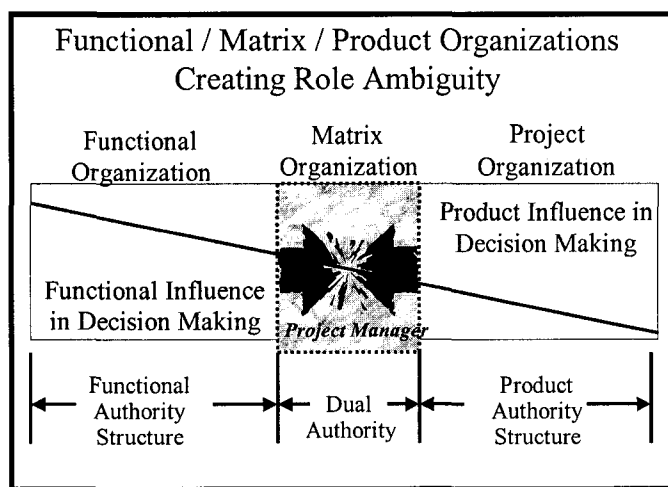 Functional / Matrix / Product Organizations
Creating Role Ambiguity
Functional
Organization
Matrix
Organization
Project
Organization
Functional Influence
in Decision Making
Project Manager
Product Influence in
Decision Making
Functional
Authority
Structure
Dual
Authority
Product
Authority
Structure